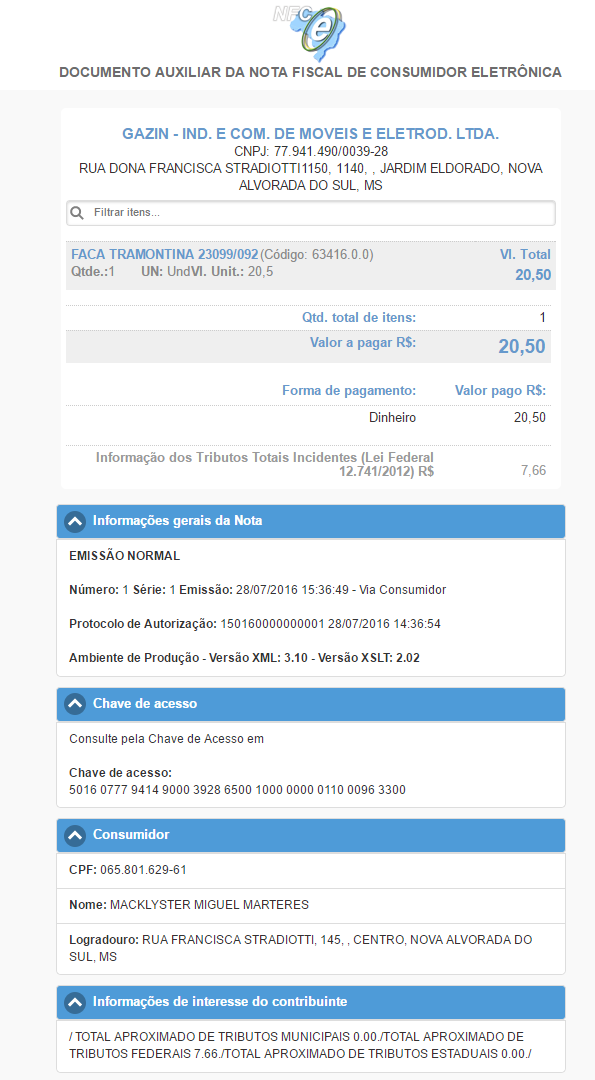 NFC e
DOCUMENTO AUXILIAR DA NOTA FISCAL DE CONSUMIDOR ELETRÔNICA
GAZIN - IND. E COM. DE MOVEIS E ELETROD. LTDA.
CNPJ: 77.941.490/0039-28
RUA DONA FRANCISCA STRADIOTTI1150, 1140, , JARDIM ELDORADO, NOVA
ALVORADA DO SUL, MS
Filtrar itens...
FACA TRAMONTINA 23099/092 (Código: 63416.0.0) Vl. Total
Qtde.:1 UN: UndVl. Unit.: 20,5 20,50
Qtd. total de itens: 1
Valor a pagar R$: 20,50
Forma de pagamento: Valor pago R$:
Dinheiro 20,50
Informação dos Tributos Totais Incidentes (Lei Federal
12.741/2012) R$ 7,66
Informações gerais da Nota
EMISSÃO NORMAL
Número: 1 Série: 1 Emissão: 28/07/2016 15:36:49 - Via Consumidor
Protocolo de Autorização: 150160000000001 28/07/2016 14:36:54
Ambiente de Produção - Versão XML: 3.10 - Versão XSLT: 2.02
Chave de acesso
Consulte pela Chave de Acesso em
Chave de acesso:
5016 0777 9414 9000 3928 6500 1000 0000 0110 0096 3300
Consumidor
CPF: 065.801.629-61
Nome: MACKLYSTER MIGUEL MARTERES
Logradouro: RUA FRANCISCA STRADIOTTI, 145, , CENTRO, NOVA ALVORADA DO
SUL, MS
Informações de interesse do contribuinte
/ TOTAL APROXIMADO DE TRIBUTOS MUNICIPAIS 0.00./TOTAL APROXIMADO DE
TRIBUTOS FEDERAIS 7.66./TOTAL APROXIMADO DE TRIBUTOS ESTADUAIS 0.00./